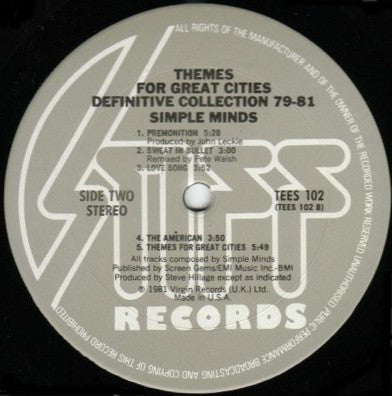 ALL RIGHTS OF THE MANUFACTURER AND OF THE OWNER OF THE RECORDED WORK RESERVED. UNAUTHORISED PUBLIC PERFORMANCE BROADCASTING AND COPYING OF THIS RECORD PROHIBITED
THEMES
FOR GREAT CITIES
DEFINITIVE COLLECTION 79-81
SIMPLE MINDS
1. PREMONITION 5:28
Produced by John Leckie
2. SWEAT IN BULLET 3:00
Remixed by Pete Walsh
3. LOVE SONG 3:52
SIDE TWO
STEREO
TEES 102
(TEES 102 B)
STIFF
4. THE AMERICAN 3:50
5. THEMES FOR GREAT CITIES 5:49
All tracks composed by Simple Minds
Published by Screen Gems/EMI Music Inc.-BMI
Produced by Steve Hillage except as indicated
℗ 1981 Virgin Records (U.K.) Ltd.
Made in U.S.A.
RECORDS